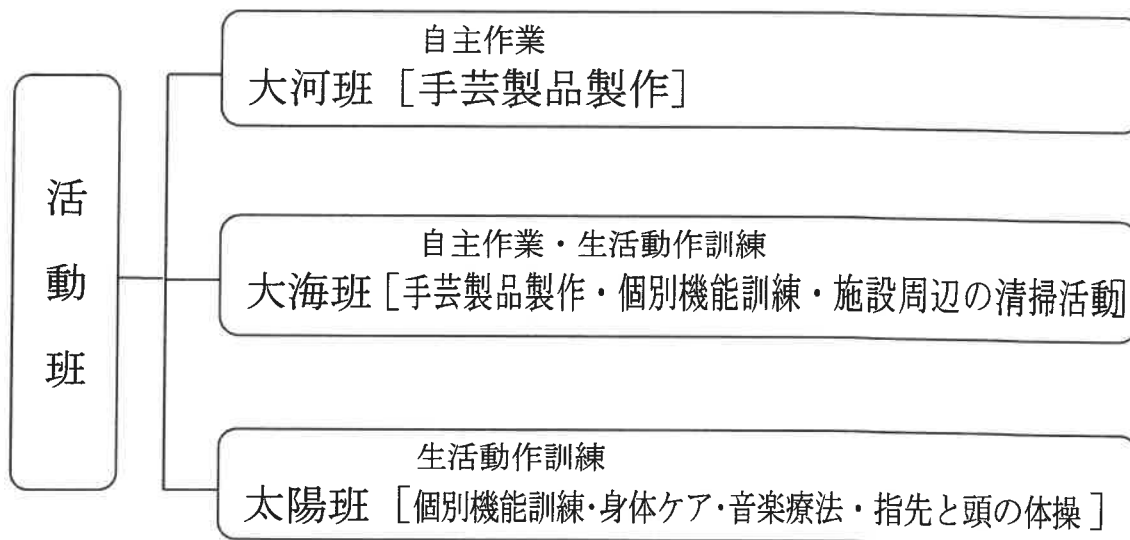 活動班
自主作業
大河班［手芸製品製作］
自主作業・生活動作訓練
大海班［手芸製品製作・個別機能訓練・施設周辺の清掃活動］
生活動作訓練
太陽班［個別機能訓練・身体ケア・音楽療法・指先と頭の体操］